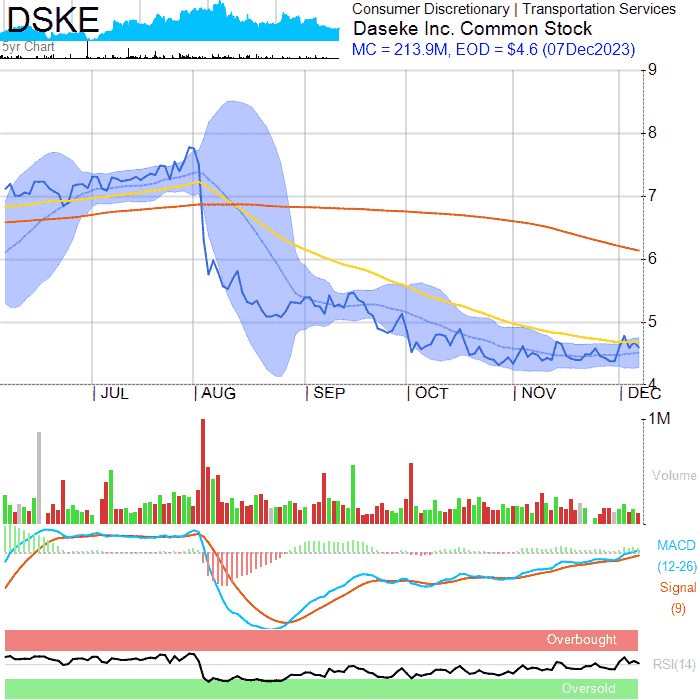 DSKE
5yr Chart
Consumer Discretionary | Transportation Services
Daseke Inc. Common Stock
MC = 213.9M, EOD = $4.6 (07Dec2023)
9
8
7
6
5
4
JUL AUG SEP OCT NOV DEC
1M
Volume
MACD
(12-26)
Signal
(9)
Overbought
RSI(14)
Oversold